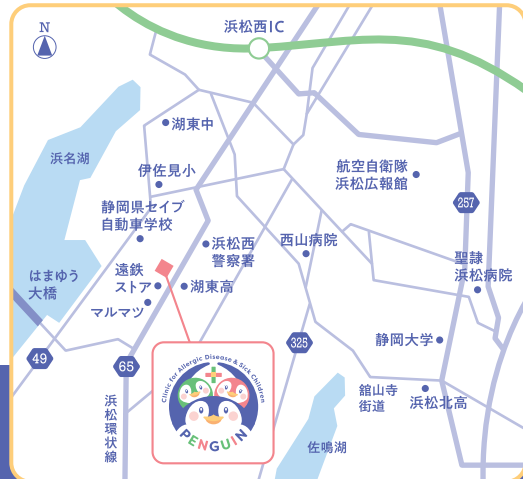 浜松西IC
N
湖東中
浜名湖
伊佐見小
航空自衛隊
浜松広報館
静岡県セイブ
自動車学校
257
浜松西
警察署
西山病院
聖隷
浜松病院
はまゆう
大橋
遠鉄
ストア
湖東高
マルマツ
325
静岡大学
49
65
Clinic for Allergic Disease & Sick Children
PENGUIN
舘山寺
街道
浜松北高
浜松環状線
佐鳴湖